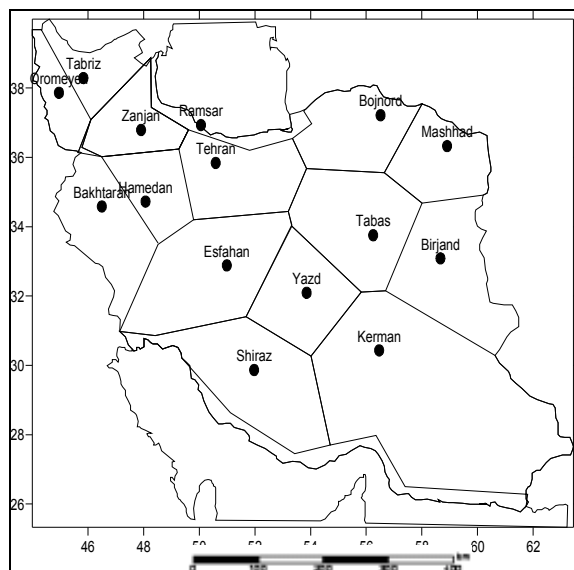 Tabriz
Oromeyeh
38
Bojnord
Ramsar
Zanjan
Mashhad
36
Tehran
Bakhtaran
Hamedan
Tabas
34
Birjand
Esfahan
Yazd
32
Kerman
Shiraz
30
28
26
46 48 50 52 54 56 58 60 62
km